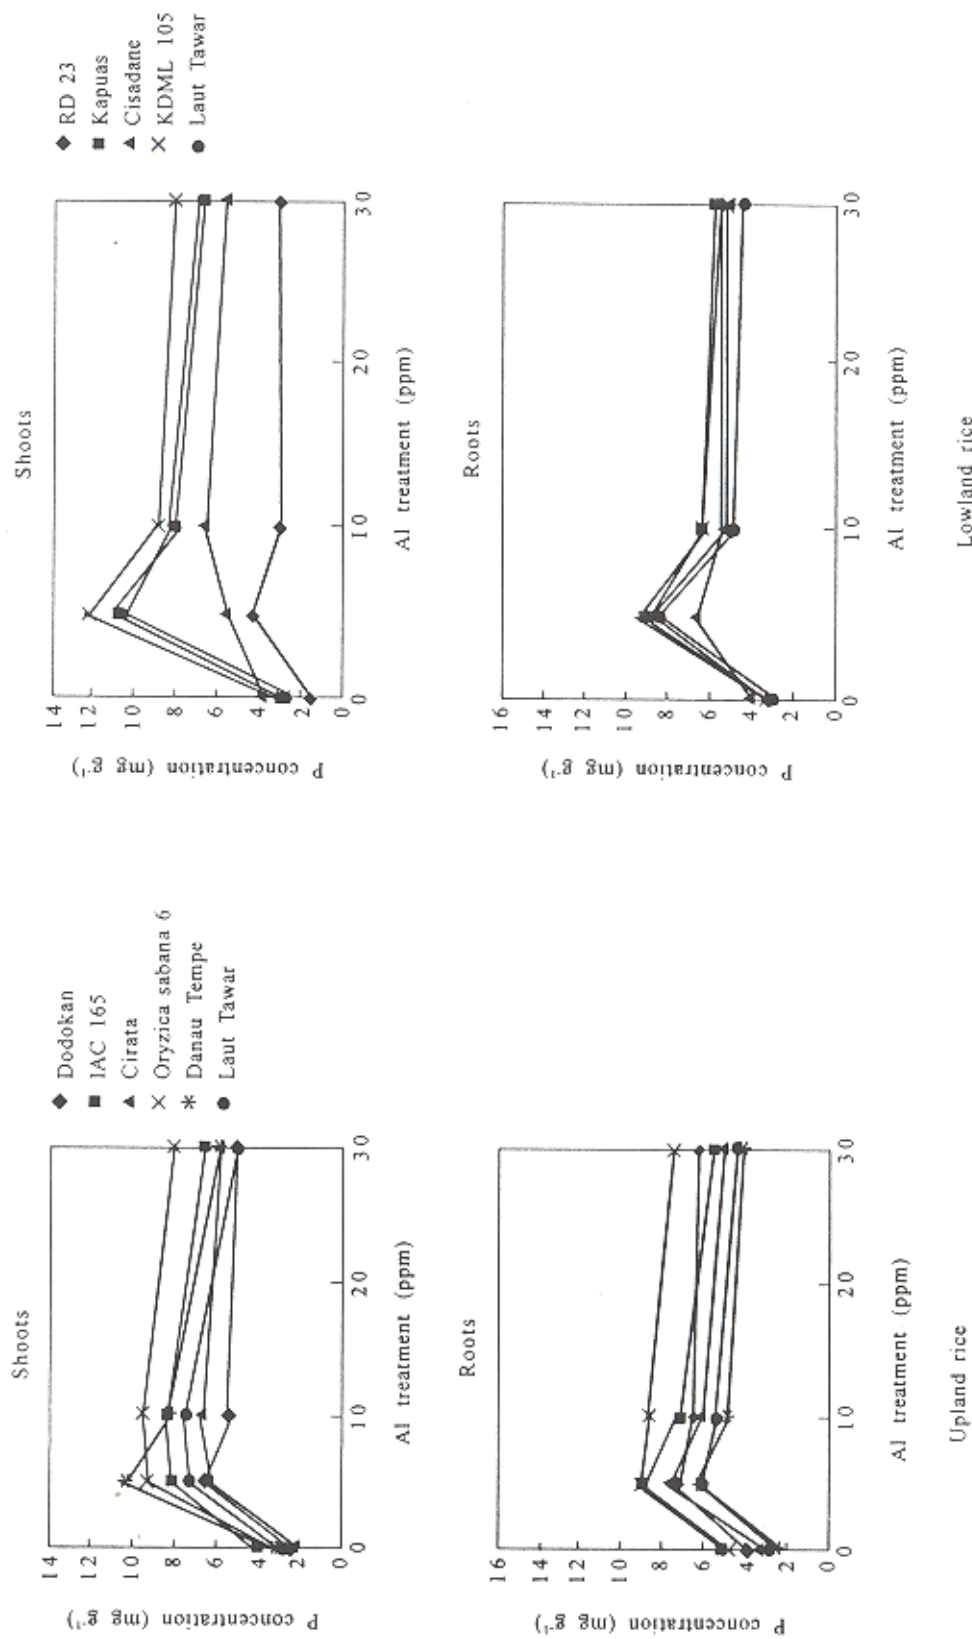 Shoots
14
12
10
8
6
4
2
0
P concentration (mg g⁻¹)
0
10
20
30
Al treatment (ppm)
◆ Dodokan
■ IAC 165
▲ Cirata
× Oryzica sabana 6
* Danau Tempe
● Laut Tawar
Roots
16
14
12
10
8
6
4
2
0
P concentration (mg g⁻¹)
0
10
20
30
Al treatment (ppm)
Upland rice
Shoots
14
12
10
8
6
4
2
0
P concentration (mg g⁻¹)
0
10
20
30
Al treatment (ppm)
◆ RD 23
■ Kapuas
▲ Cisadane
× KDML 105
● Laut Tawar
Roots
16
14
12
10
8
6
4
2
0
P concentration (mg g⁻¹)
0
10
20
30
Al treatment (ppm)
Lowland rice